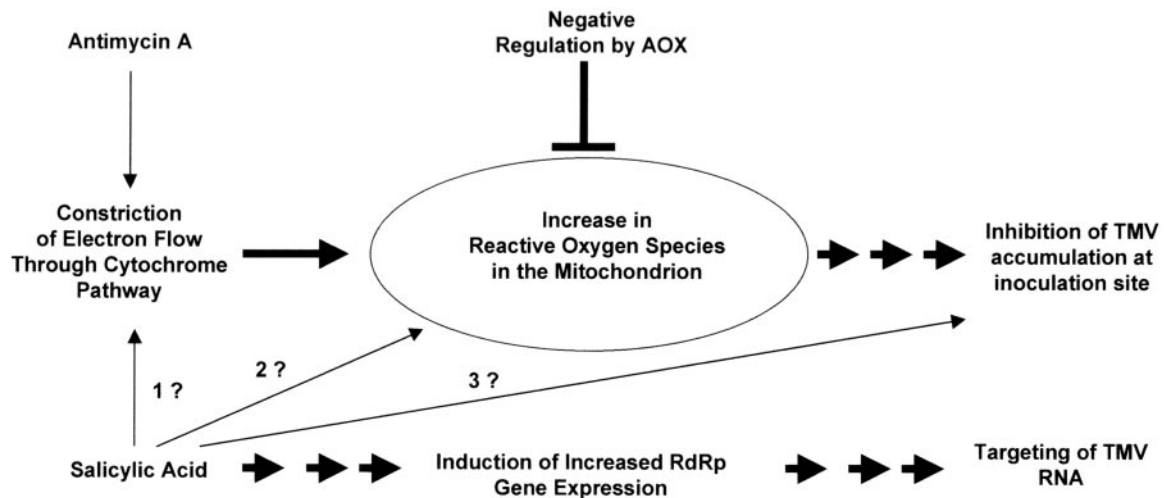 Antimycin A
Negative
Regulation by AOX
Constriction
of Electron Flow
Through Cytochrome
Pathway
Increase in
Reactive Oxygen Species
in the Mitochondrion
Inhibition of TMV
accumulation at
inoculation site
1 ?
2 ?
3 ?
Salicylic Acid
Induction of Increased RdRp
Gene Expression
Targeting of TMV
RNA